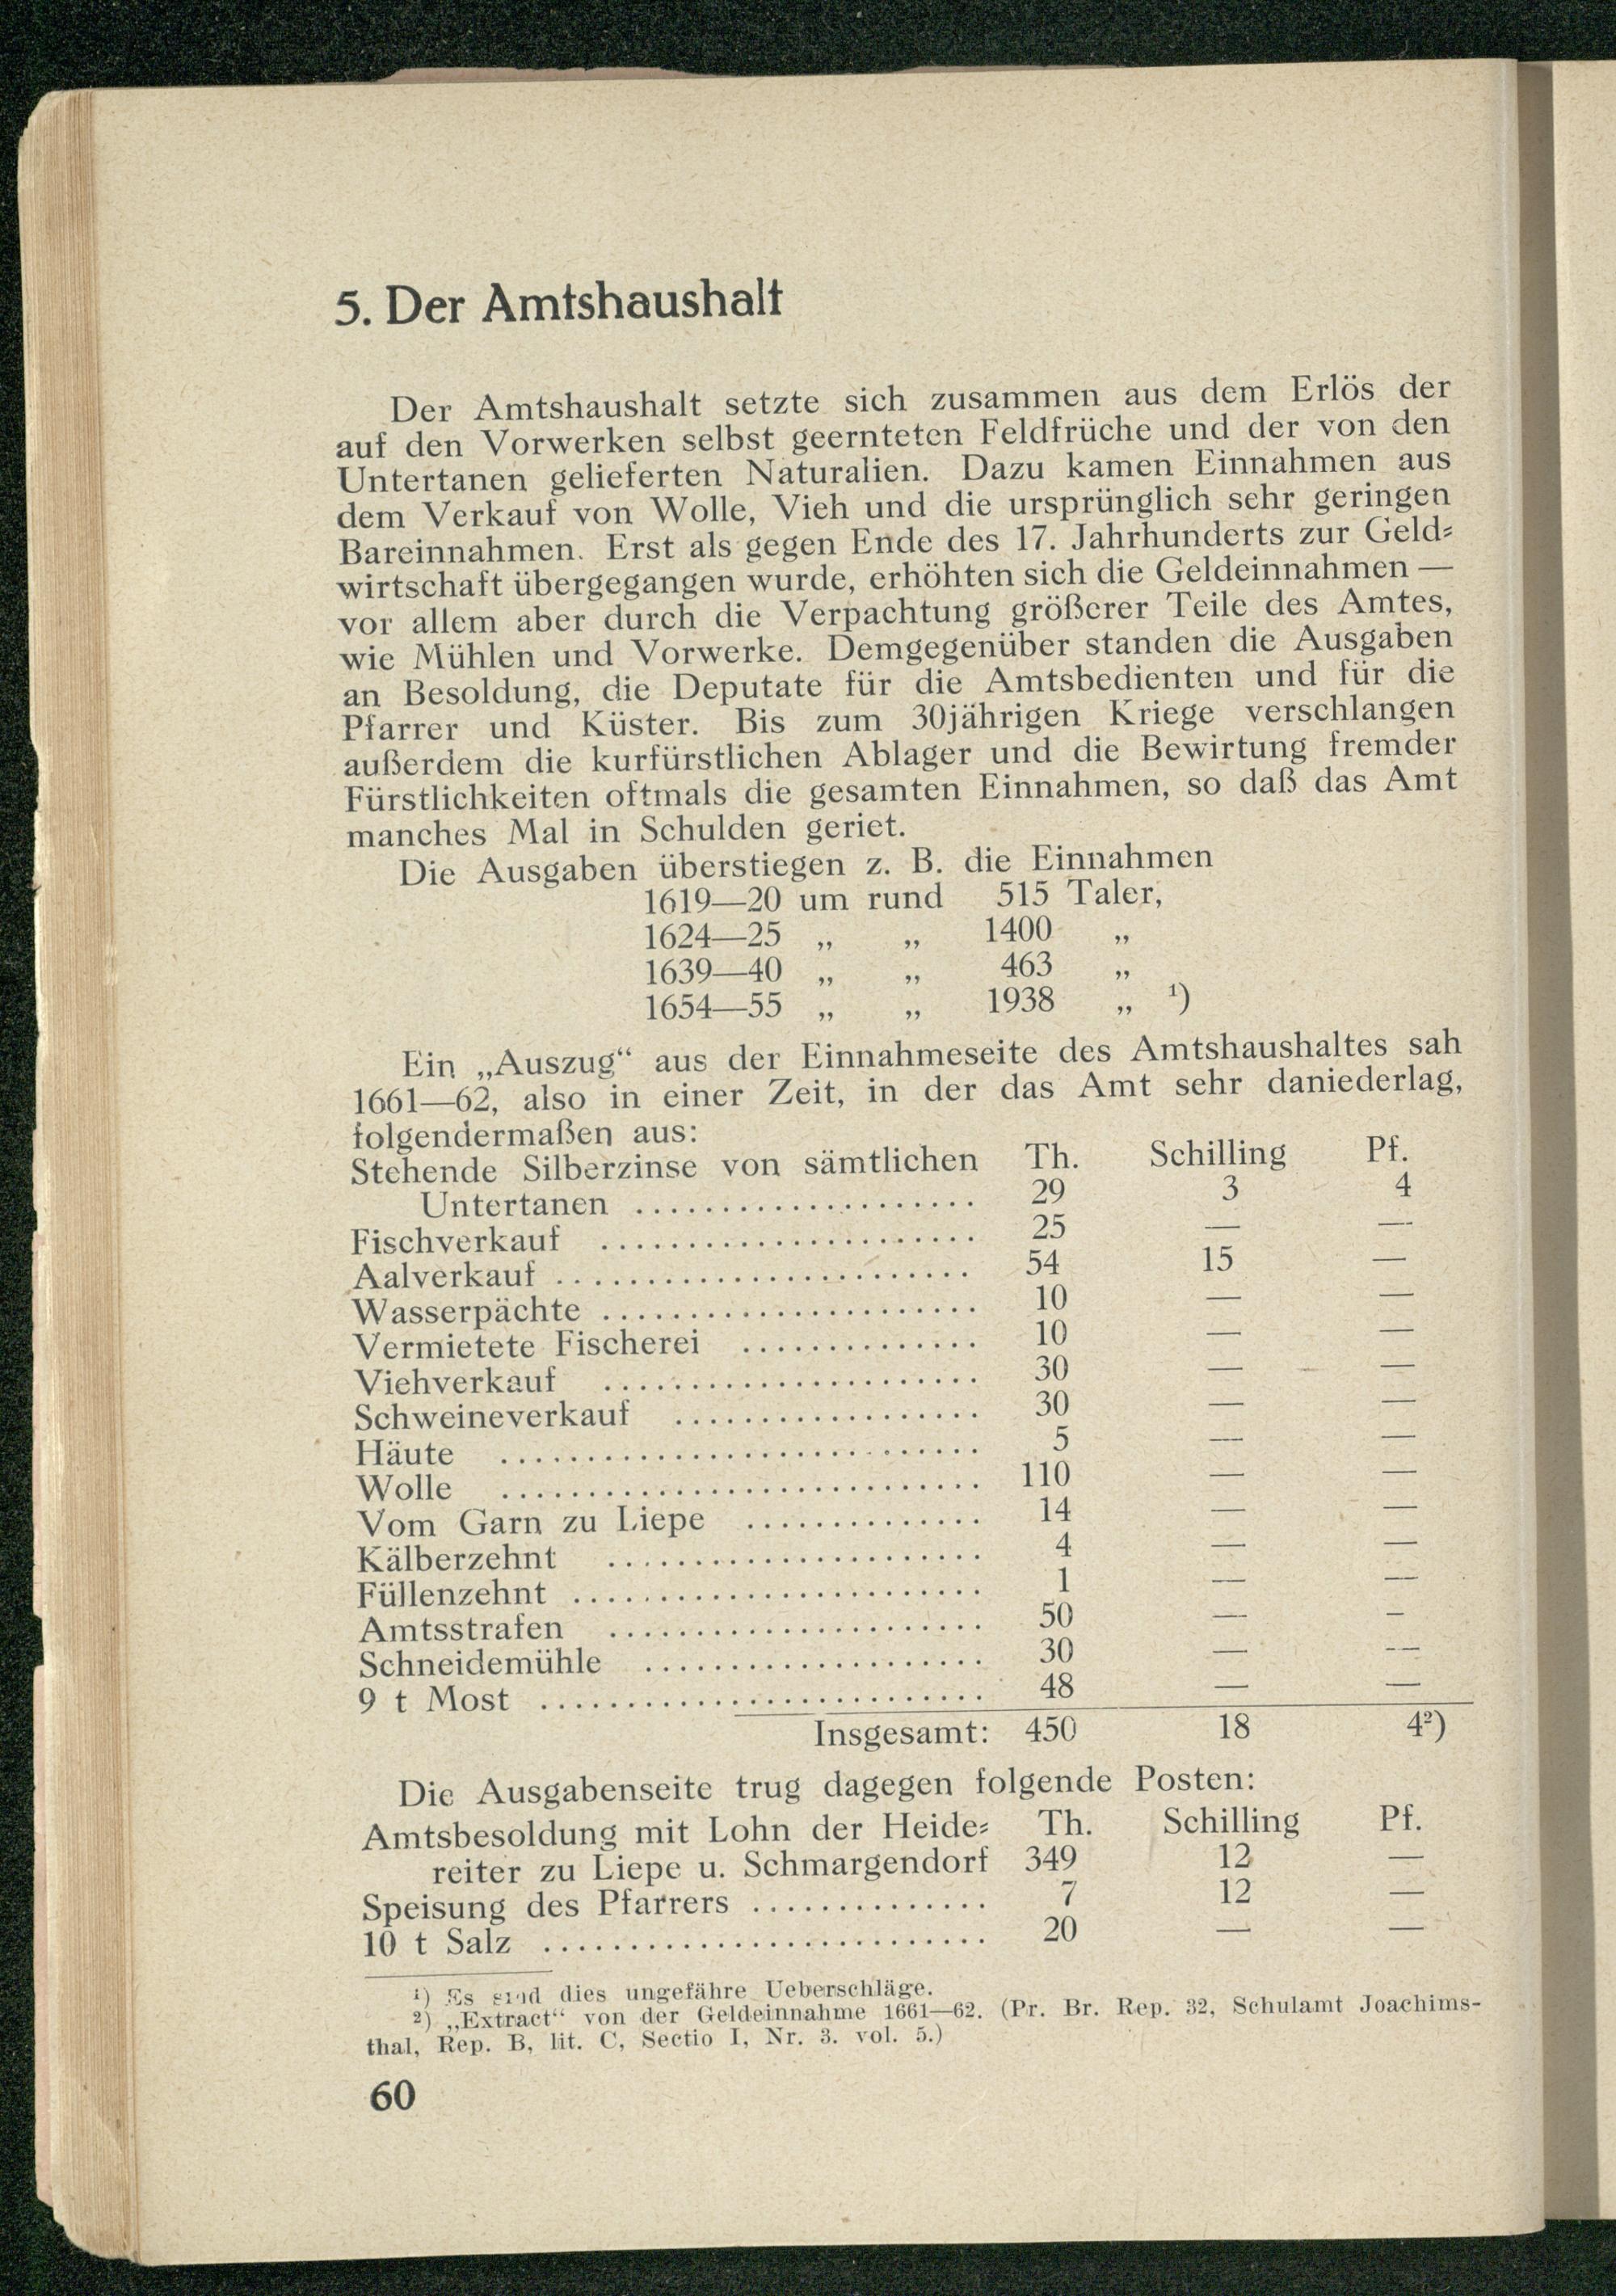 5. Der Amtshaushalt
Der Amtshaushalt setzte sich zusammen aus dem Erlös der
auf den Vorwerken selbst geernteten Feldfrüche und der von den
Untertanen gelieferten Naturalien. Dazu kamen Einnahmen aus
dem Verkauf von Wolle, Vieh und die ursprünglich sehr geringen
Bareinnahmen. Erst als gegen Ende des 17. Jahrhunderts zur Geld=
wirtschaft übergegangen wurde, erhöhten sich die Geldeinnahmen —
vor allem aber durch die Verpachtung größerer Teile des Amtes,
wie Mühlen und Vorwerke. Demgegenüber standen die Ausgaben
an Besoldung, die Deputate für die Amtsbedienten und für die
Pfarrer und Küster. Bis zum 30jährigen Kriege verschlangen
außerdem die kurfürstlichen Ablager und die Bewirtung fremder
Fürstlichkeiten oftmals die gesamten Einnahmen, so daß das Amt
manches Mal in Schulden geriet.
Die Ausgaben überstiegen z. B. die Einnahmen
1619—20 um rund 515 Taler,
1624—25 „ „ 1400 „
1639—40 „ „ 463 „
1654—55 „ „ 1938 „ ¹)
Ein „Auszug“ aus der Einnahmeseite des Amtshaushaltes sah
1661—62, also in einer Zeit, in der das Amt sehr daniederlag,
folgendermaßen aus:
Stehende Silberzinse von sämtlichen Th. Schilling Pf.
Untertanen .................... 29 3 4
Fischverkauf ...................... 25 — —
Aalverkauf ........................ 54 15 —
Wasserpächte ...................... 10 — —
Vermietete Fischerei .............. 10 — —
Viehverkauf ...................... 30 — —
Schweineverkauf .................. 30 — —
Häute ............................ 5 — —
Wolle ............................ 110 — —
Vom Garn zu Liepe .............. 14 — —
Kälberzehnt ...................... 4 — —
Füllenzehnt ........................ 1 — —
Amtsstrafen ...................... 50 — —
Schneidemühle .................... 30 — —
9 t Most .......................... 48 — —
Insgesamt: 450 18 4²)
Die Ausgabenseite trug dagegen folgende Posten:
Amtsbesoldung mit Lohn der Heide= Th. Schilling Pf.
reiter zu Liepe u. Schmargendorf 349 12 —
Speisung des Pfarrers .............. 7 12 —
10 t Salz .......................... 20 — —
¹) Es sind dies ungefähre Ueberschläge.
²) „Extract“ von der Geldeinnahme 1661—62. (Pr. Br. Rep. 32, Schulamt Joachims-
thal, Rep. B, lit. C, Sectio I, Nr. 3. vol. 5.)
60